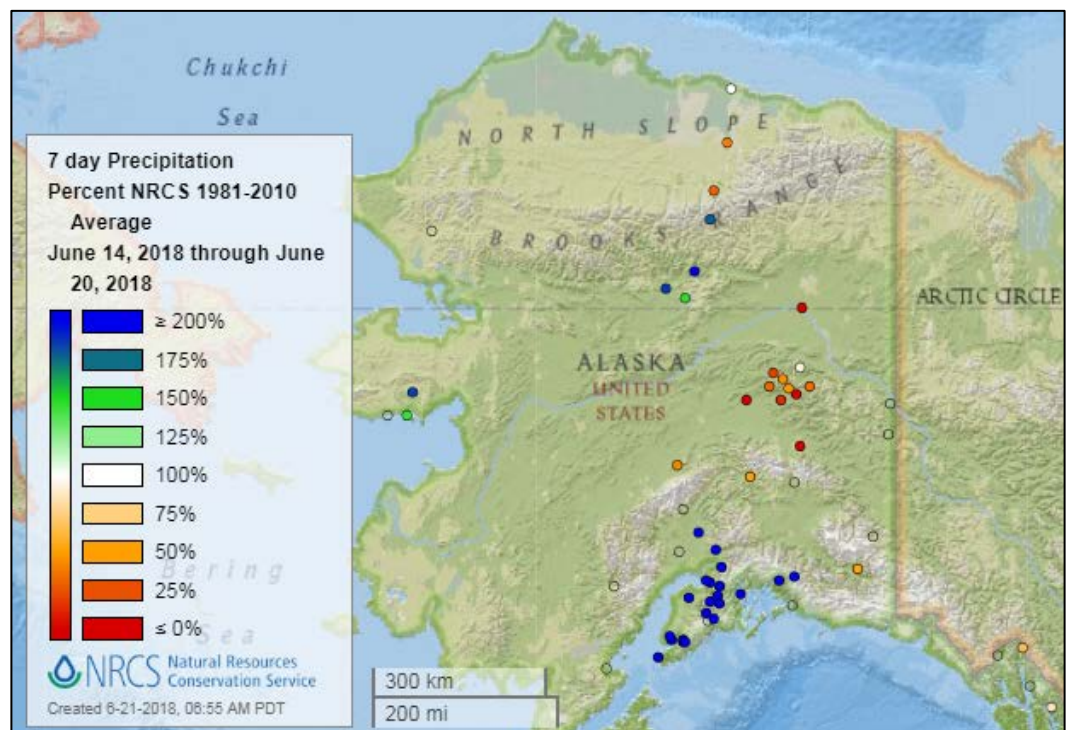 Chukchi
Sea
NORTH SLOPE
BROOKS RANGE
7 day Precipitation
Percent NRCS 1981-2010
Average
June 14, 2018 through June
20, 2018
≥ 200%
175%
150%
125%
100%
75%
50%
25%
≤ 0%
Bering
Sea
NRCS Natural Resources
Conservation Service
Created 6-21-2018, 06:55 AM PDT
ARCTIC CIRCLE
ALASKA
UNITED
STATES
300 km
200 mi